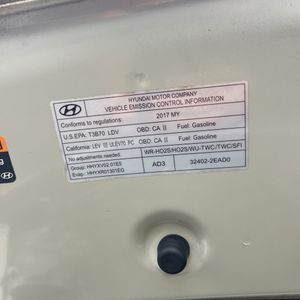 HYUNDAI MOTOR COMPANY
VEHICLE EMISSION CONTROL INFORMATION
Conforms to regulations: 2017 MY
U.S.EPA: T3B70 LDV OBD: CA II Fuel: Gasoline
California: LEV III ULEV70 PC OBD: CA II Fuel: Gasoline
No adjustments needed. WR-HO2S/HO2S/WU-TWC/TWC/SFI
Group: HHYXV02.01E5
Evap: HHYXR01301EG AD3 32402-2EAD0